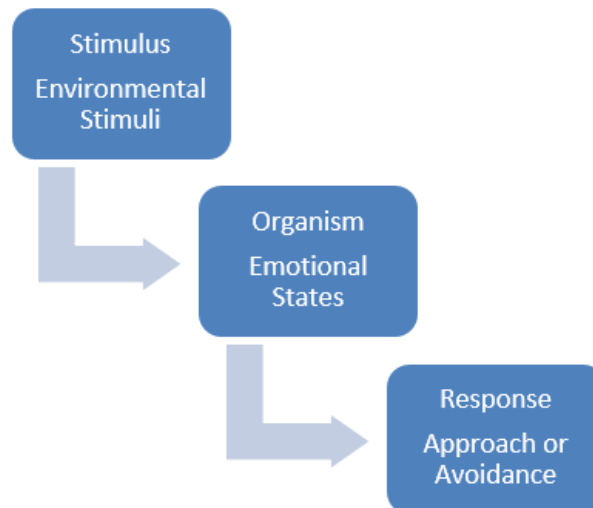 Stimulus
Environmental
Stimuli
Organism
Emotional
States
Response
Approach or
Avoidance